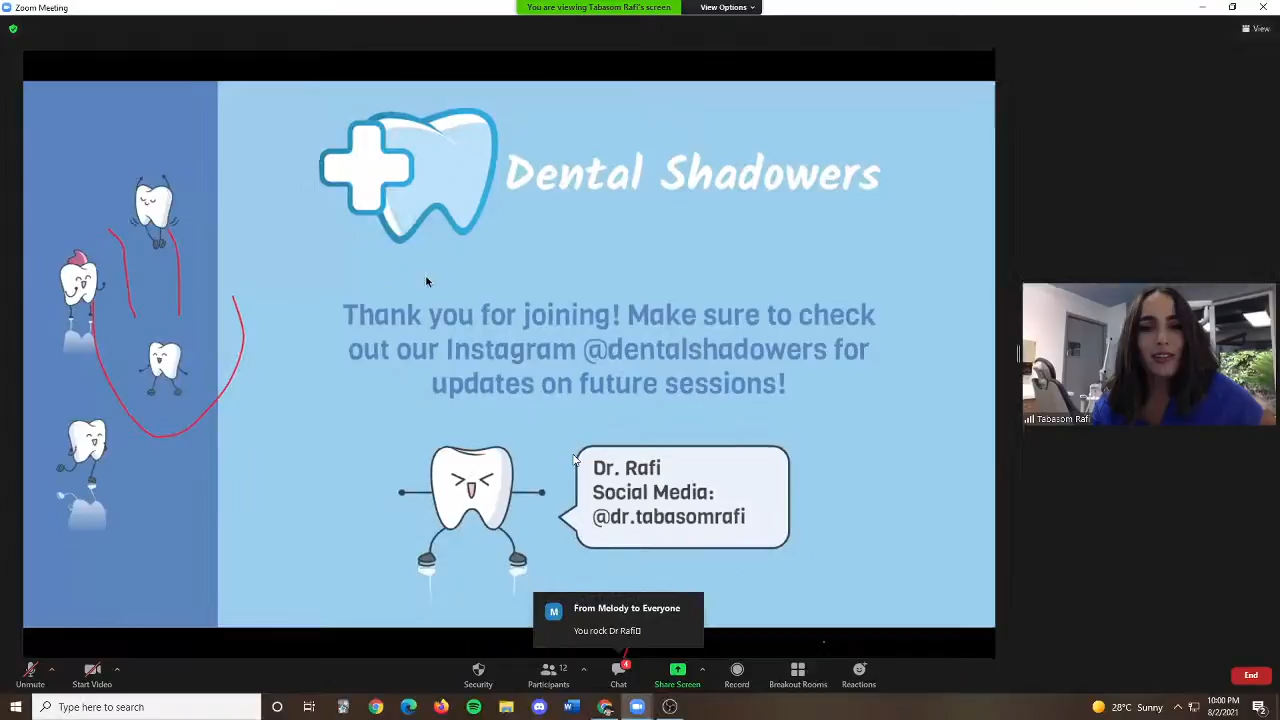 Zoom Meeting
You are viewing Tabasom Rafi's screen
View Options
View
Dental Shadowers
Thank you for joining! Make sure to check
out our Instagram @dentalshadowers for
updates on future sessions!
Dr. Rafi
Social Media:
@dr.tabasomrafi
Tabasom Rafi
M
From Melody to Everyone
You rock Dr Rafi
Unmute
Start Video
Security
12
Participants
4
Chat
Share Screen
Record
Breakout Rooms
Reactions
End
Type here to search
28°C Sunny
10:00 PM
8/2/2021
2